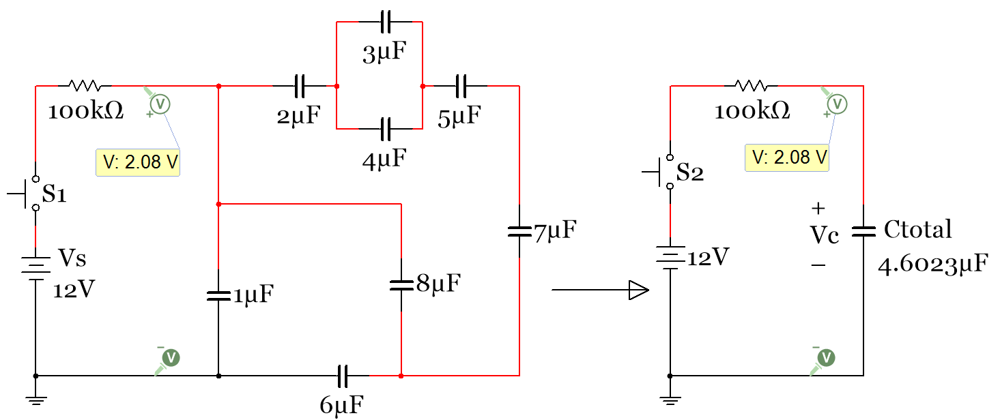 3μF
100kΩ
V
+
2μF
5μF
V: 2.08 V
4μF
S1
7μF
Vs
12V
1μF
8μF
V
6μF
100kΩ
V
+
V: 2.08 V
S2
+
Vc
−
12V
Ctotal
4.6023μF
V